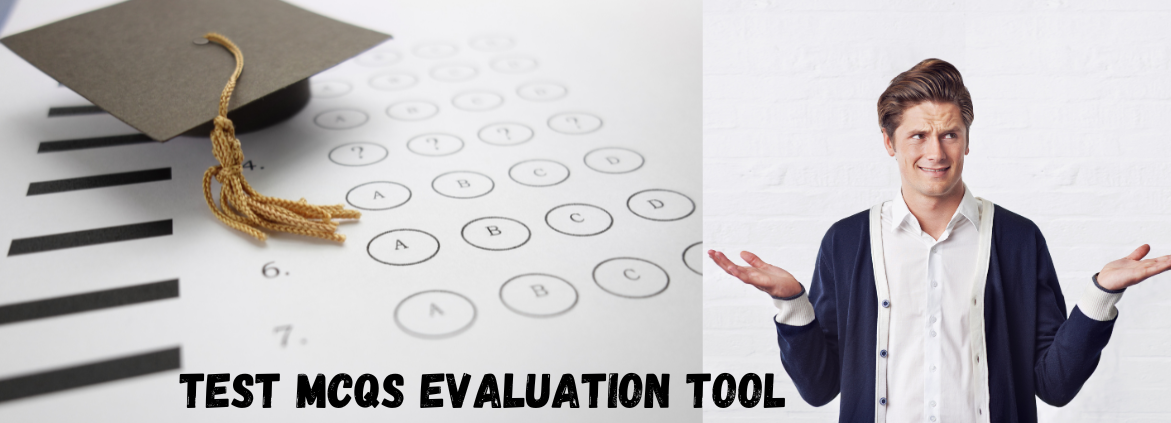 4. ? ? ? ?
A B C D
6. A B C D
7. A B C
TEST MCQS EVALUATION TOOL